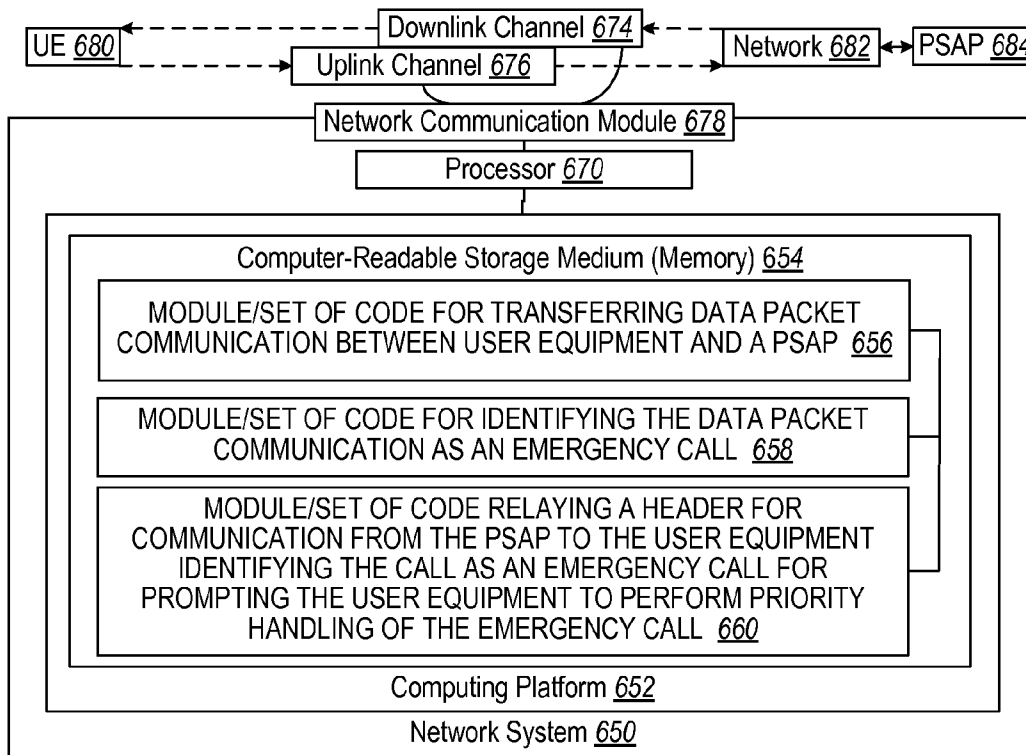 Downlink Channel 674
UE 680
Network 682
PSAP 684
Uplink Channel 676
Network Communication Module 678
Processor 670
Computer-Readable Storage Medium (Memory) 654
MODULE/SET OF CODE FOR TRANSFERRING DATA PACKET
COMMUNICATION BETWEEN USER EQUIPMENT AND A PSAP 656
MODULE/SET OF CODE FOR IDENTIFYING THE DATA PACKET
COMMUNICATION AS AN EMERGENCY CALL 658
MODULE/SET OF CODE RELAYING A HEADER FOR
COMMUNICATION FROM THE PSAP TO THE USER EQUIPMENT
IDENTIFYING THE CALL AS AN EMERGENCY CALL FOR
PROMPTING THE USER EQUIPMENT TO PERFORM PRIORITY
HANDLING OF THE EMERGENCY CALL 660
Computing Platform 652
Network System 650